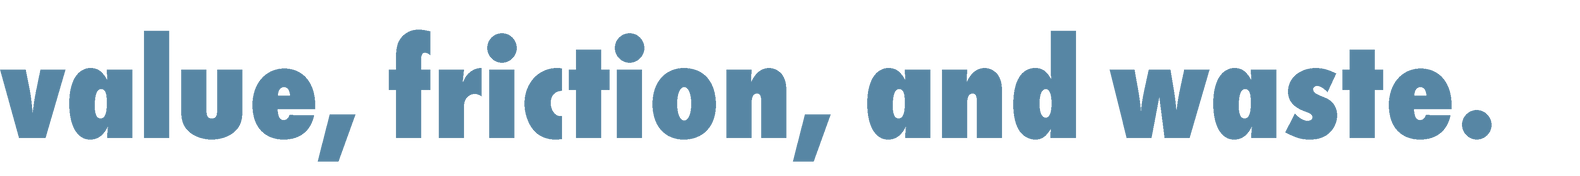 value, friction, and waste.